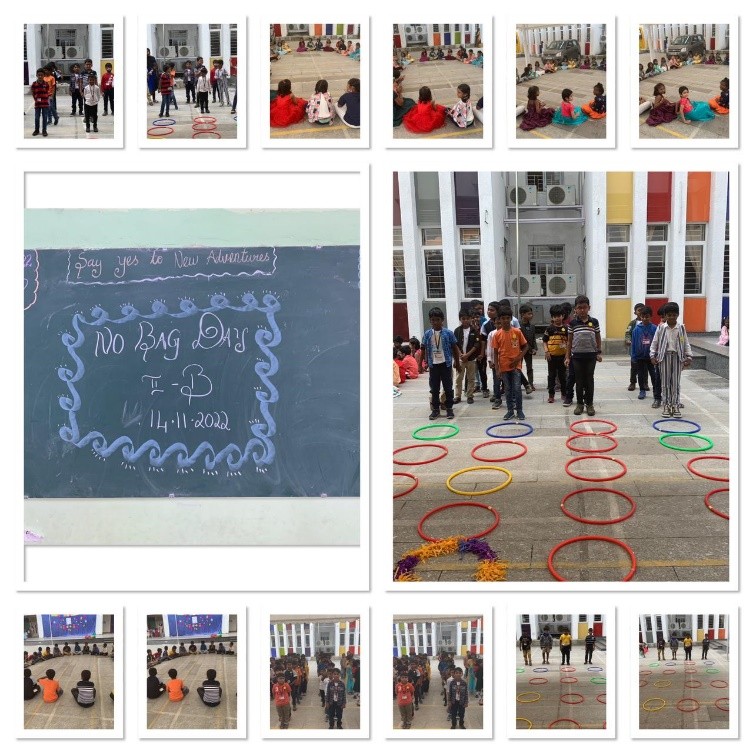 Say yes to New Adventures
No Bag Day
II - B
14.11.2022